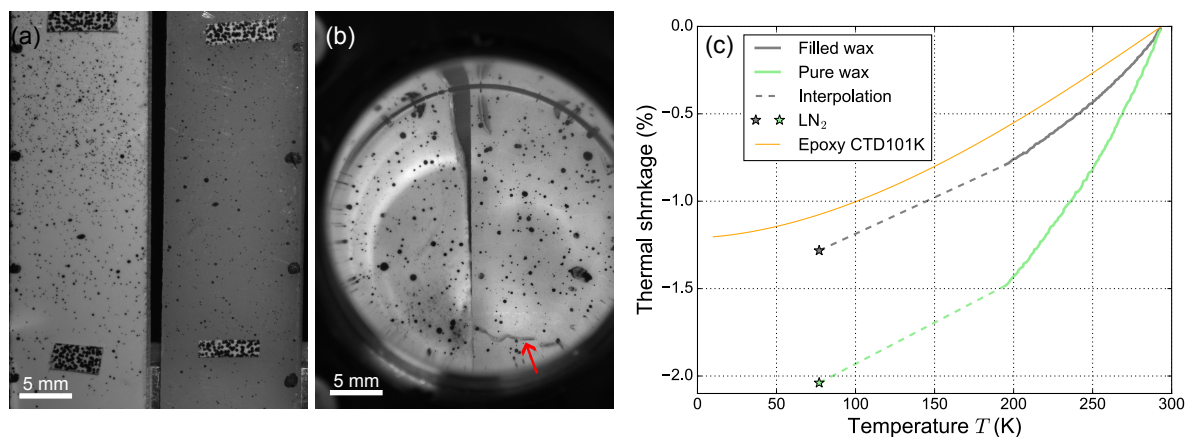 (a)
5 mm
(b)
5 mm
(c)
Filled wax
Pure wax
Interpolation
LN₂
Epoxy CTD101K
0.0
−0.5
−1.0
−1.5
−2.0
Thermal shrnkage (%)
0
50
100
150
200
250
300
Temperature T (K)